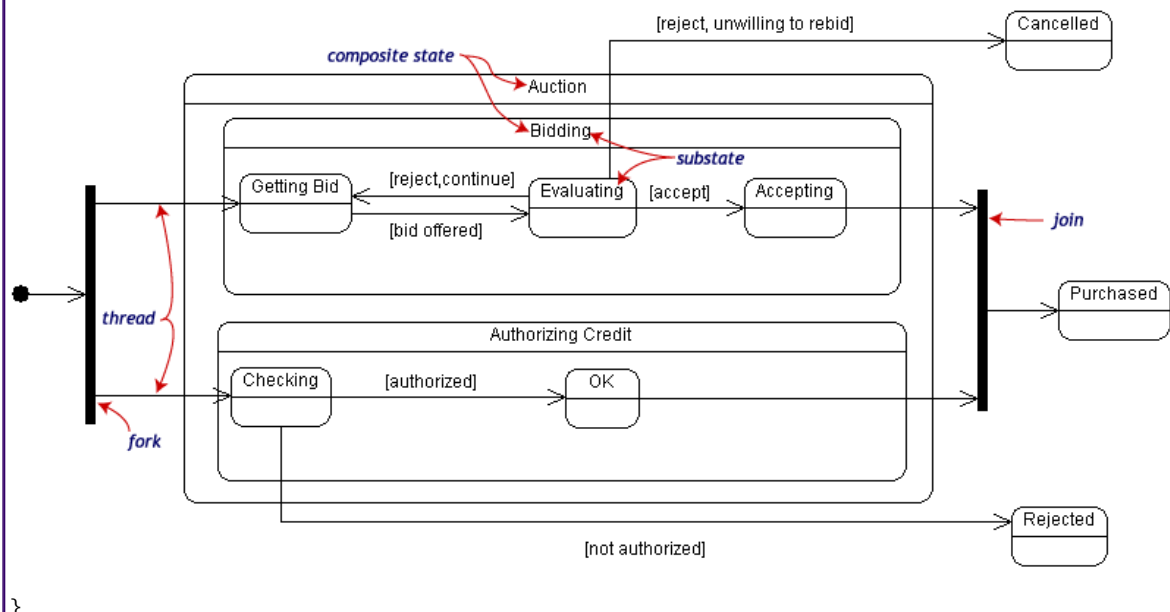 [reject, unwilling to rebid]
Cancelled
composite state
Auction
Bidding
substate
Getting Bid
[reject,continue]
Evaluating
[accept]
Accepting
[bid offered]
join
thread
Purchased
Authorizing Credit
Checking
[authorized]
OK
fork
Rejected
[not authorized]
}